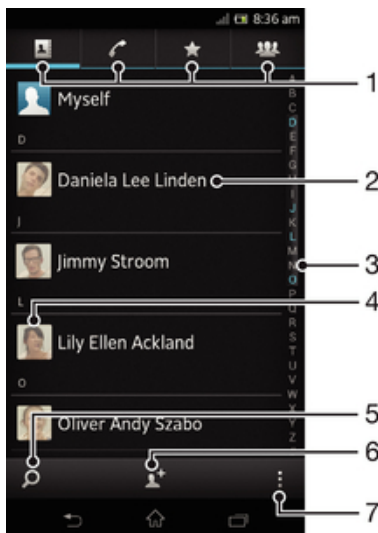 8:36 am
1
Myself
D
Daniela Lee Linden
2
J
3
Jimmy Stroom
4
L
Lily Ellen Ackland
O
5
Oliver Andy Szabo
6
7
A
B
C
D
E
F
G
H
I
J
K
L
M
N
O
P
Q
R
S
T
U
V
W
X
Y
Z